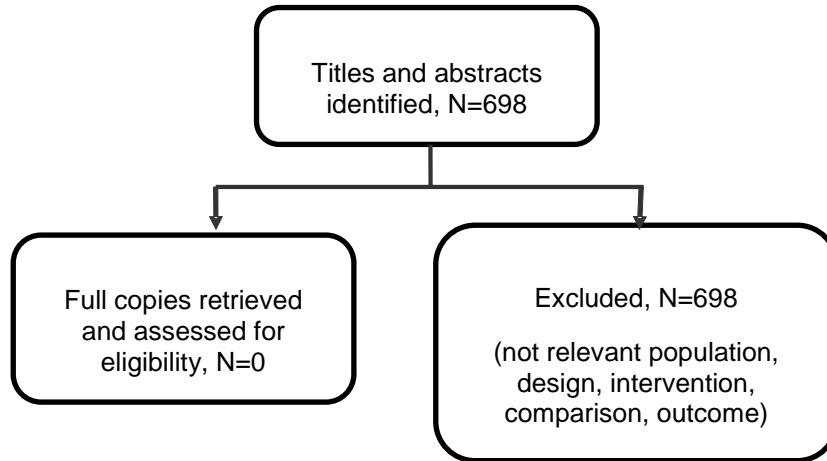 Titles and abstracts
identified, N=698
Full copies retrieved
and assessed for
eligibility, N=0
Excluded, N=698
(not relevant population,
design, intervention,
comparison, outcome)